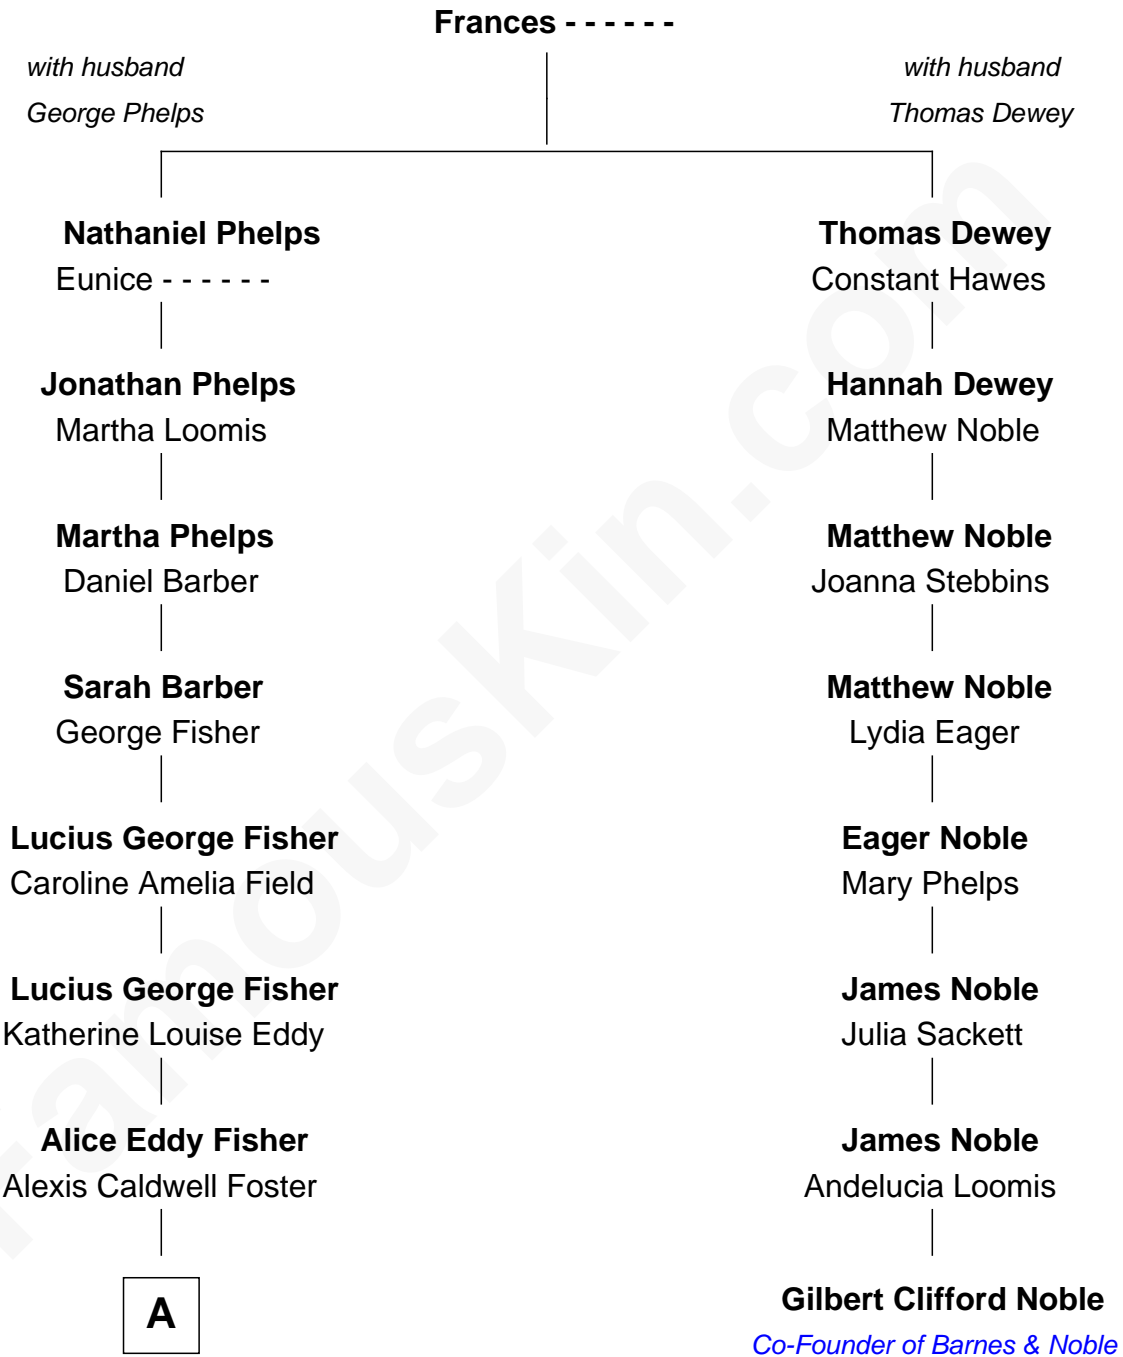 Frances - - - - - -
with husband
George Phelps
with husband
Thomas Dewey
Nathaniel Phelps
Eunice - - - - - -
Thomas Dewey
Constant Hawes
Jonathan Phelps
Martha Loomis
Hannah Dewey
Matthew Noble
Martha Phelps
Daniel Barber
Matthew Noble
Joanna Stebbins
Sarah Barber
George Fisher
Matthew Noble
Lydia Eager
Lucius George Fisher
Caroline Amelia Field
Eager Noble
Mary Phelps
Lucius George Fisher
Katherine Louise Eddy
James Noble
Julia Sackett
Alice Eddy Fisher
Alexis Caldwell Foster
James Noble
Andelucia Loomis
A
Gilbert Clifford Noble
Co-Founder of Barnes & Noble
FamousKin.com